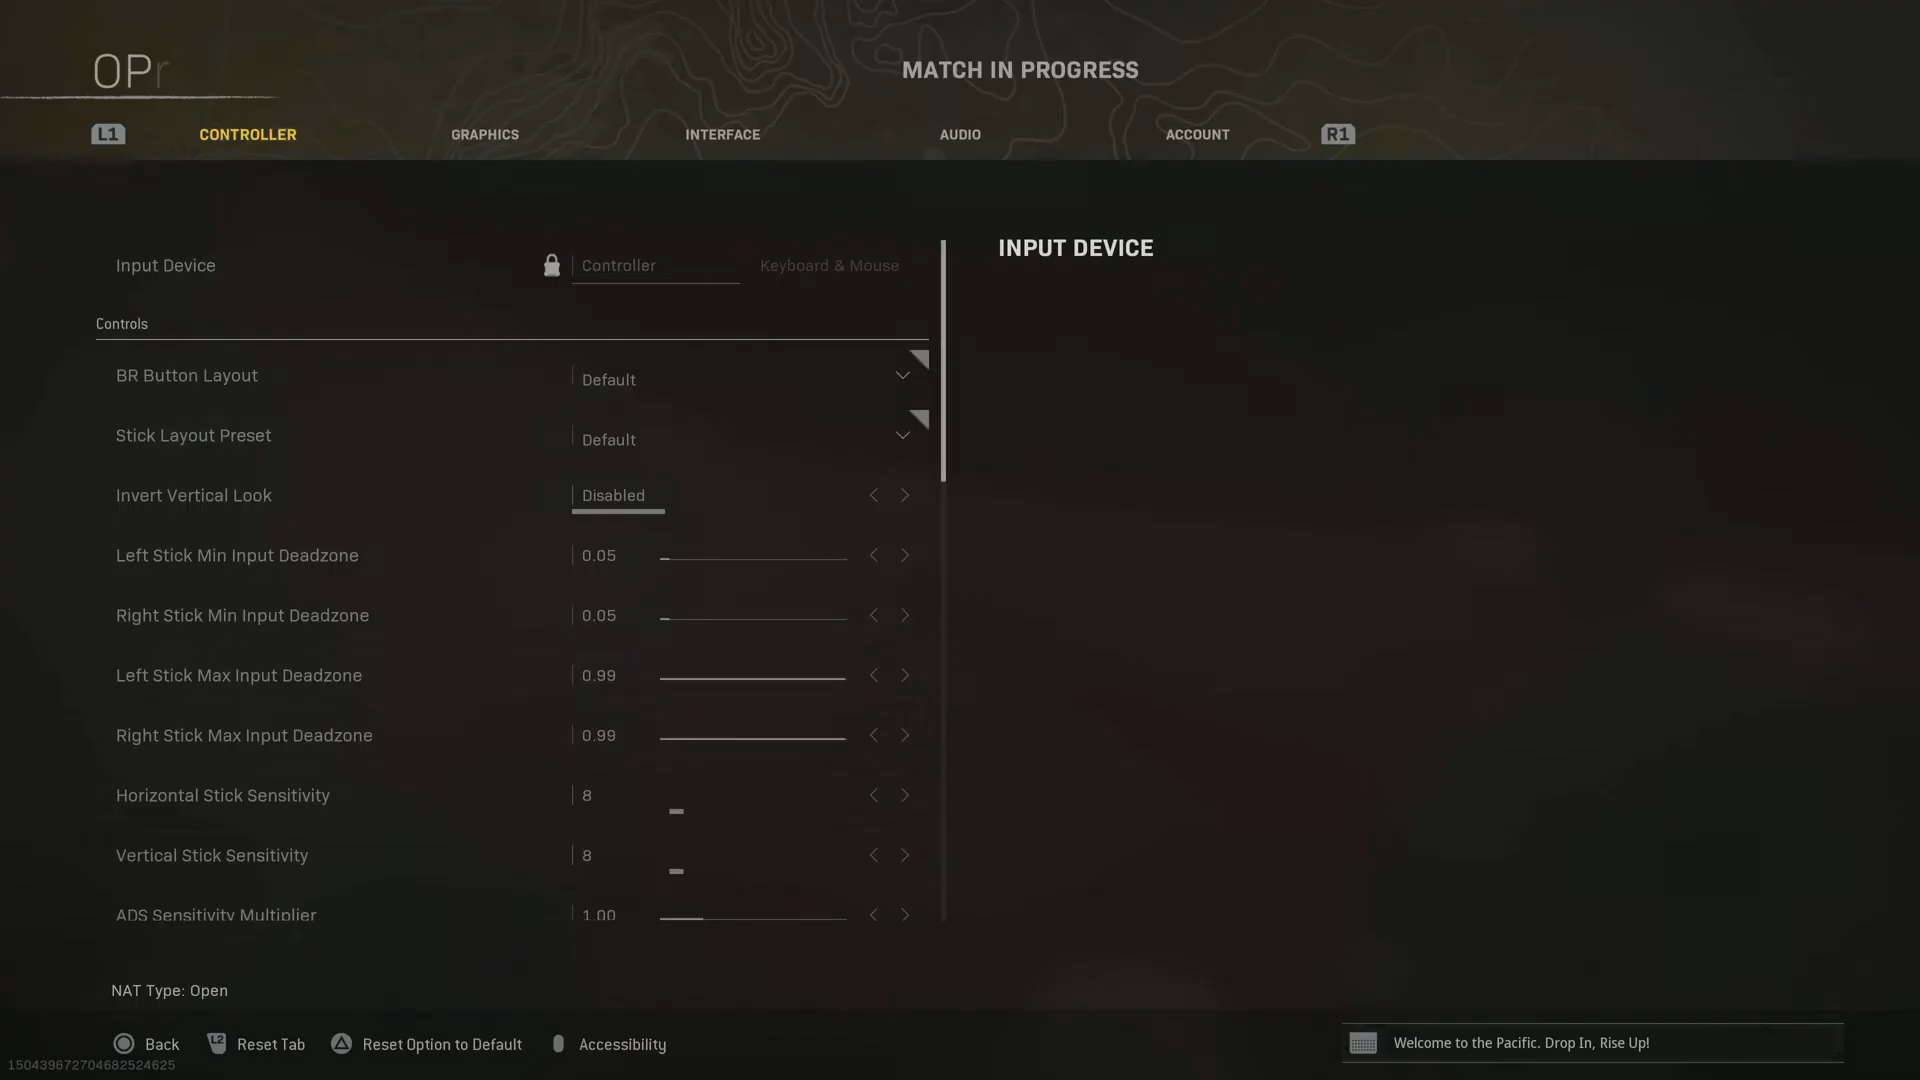 OPr
MATCH IN PROGRESS
L1 CONTROLLER GRAPHICS INTERFACE AUDIO ACCOUNT R1
Input Device Controller Keyboard & Mouse
INPUT DEVICE
Controls
BR Button Layout Default
Stick Layout Preset Default
Invert Vertical Look Disabled
Left Stick Min Input Deadzone 0.05
Right Stick Min Input Deadzone 0.05
Left Stick Max Input Deadzone 0.99
Right Stick Max Input Deadzone 0.99
Horizontal Stick Sensitivity 8
Vertical Stick Sensitivity 8
ADS Sensitivity Multiplier 1.00
NAT Type: Open
Back L2 Reset Tab Reset Option to Default Accessibility
Welcome to the Pacific. Drop In, Rise Up!
150439672704682524625